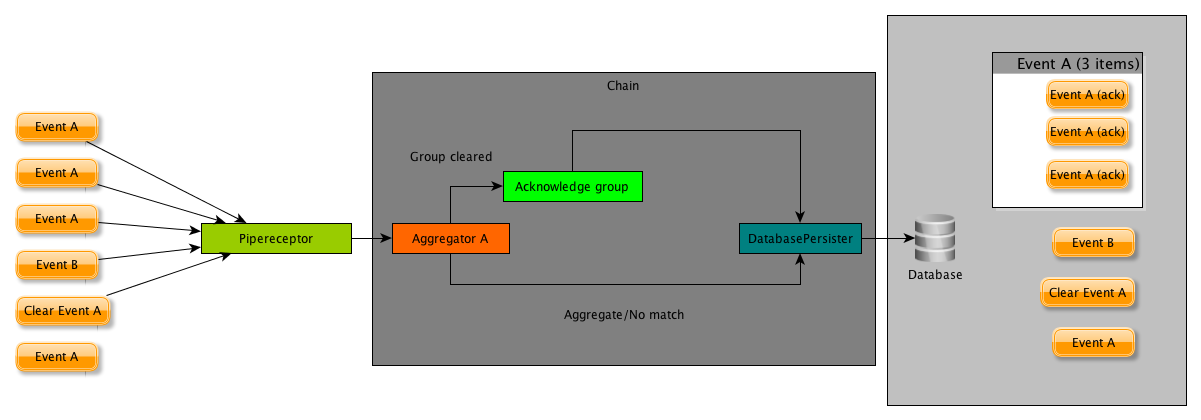 Event A
Event A
Event A
Event B
Clear Event A
Event A
Pipereceptor
Chain
Group cleared
Acknowledge group
Aggregator A
DatabasePersister
Aggregate/No match
Database
Event A (3 items)
Event A (ack)
Event A (ack)
Event A (ack)
Event B
Clear Event A
Event A